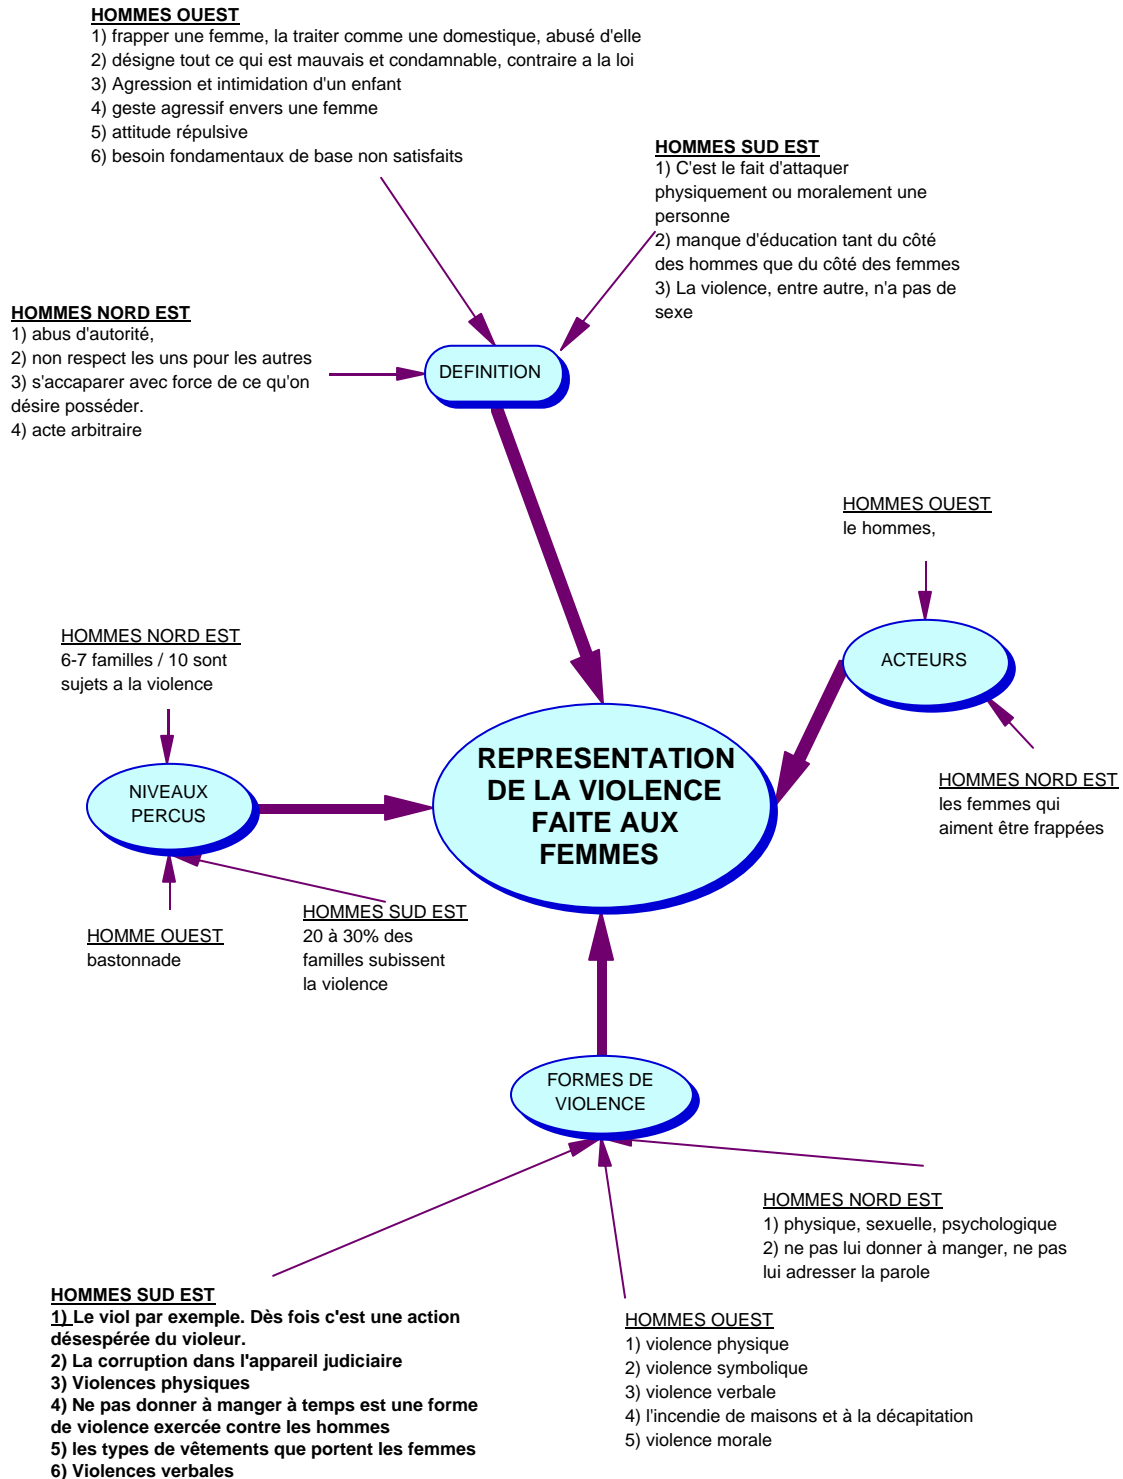 HOMMES OUEST
1) frapper une femme, la traiter comme une domestique, abusé d'elle
2) désigne tout ce qui est mauvais et condamnable, contraire a la loi
3) Agression et intimidation d'un enfant
4) geste agressif envers une femme
5) attitude répulsive
6) besoin fondamentaux de base non satisfaits
HOMMES SUD EST
1) C'est le fait d'attaquer
physiquement ou moralement une
personne
2) manque d'éducation tant du côté
des hommes que du côté des femmes
3) La violence, entre autre, n'a pas de
sexe
HOMMES NORD EST
1) abus d'autorité,
2) non respect les uns pour les autres
3) s'accaparer avec force de ce qu'on
désire posséder.
4) acte arbitraire
DEFINITION
HOMMES OUEST
le hommes,
ACTEURS
HOMMES NORD EST
les femmes qui
aiment être frappées
HOMMES NORD EST
6-7 familles / 10 sont
sujets a la violence
NIVEAUX
PERCUS
HOMME OUEST
bastonnade
HOMMES SUD EST
20 à 30% des
familles subissent
la violence
REPRESENTATION
DE LA VIOLENCE
FAITE AUX
FEMMES
FORMES DE
VIOLENCE
HOMMES NORD EST
1) physique, sexuelle, psychologique
2) ne pas lui donner à manger, ne pas
lui adresser la parole
HOMMES SUD EST
1) Le viol par exemple. Dès fois c'est une action
désespérée du violeur.
2) La corruption dans l'appareil judiciaire
3) Violences physiques
4) Ne pas donner à manger à temps est une forme
de violence exercée contre les hommes
5) les types de vêtements que portent les femmes
6) Violences verbales
HOMMES OUEST
1) violence physique
2) violence symbolique
3) violence verbale
4) l'incendie de maisons et à la décapitation
5) violence morale